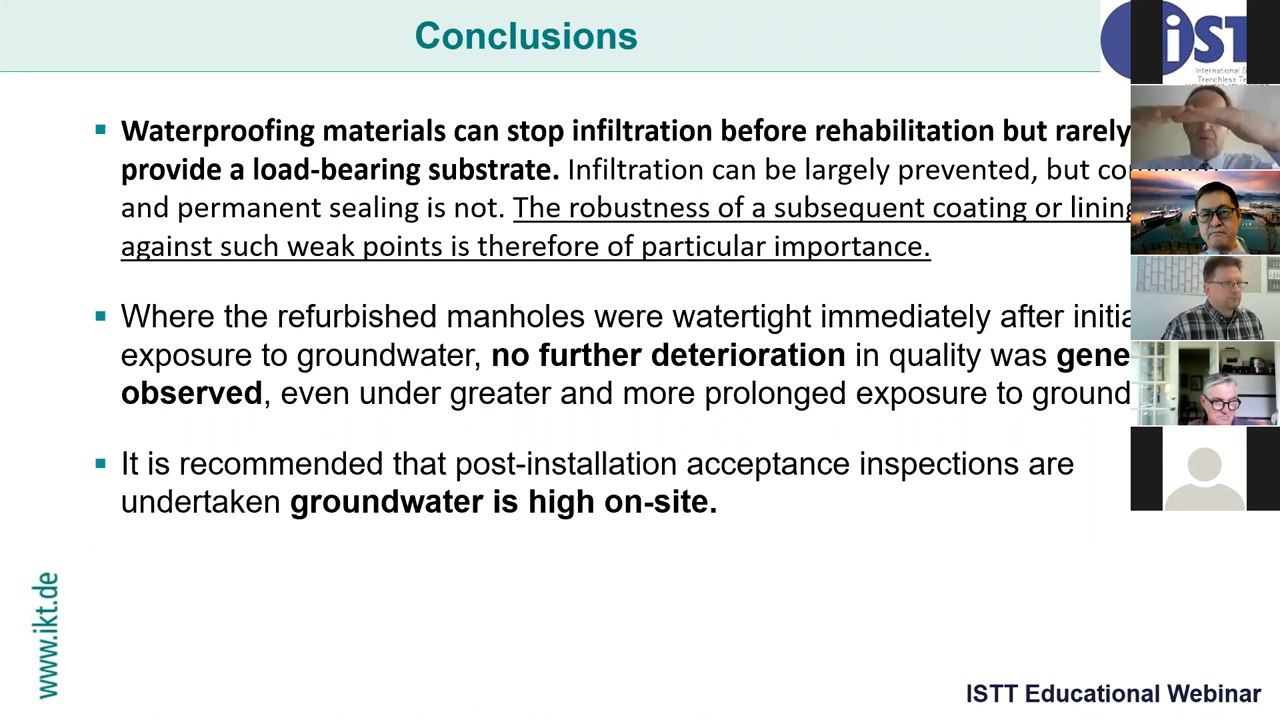 Conclusions
iST
International S
Trenchless Te
Waterproofing materials can stop infiltration before rehabilitation but rarely
provide a load-bearing substrate. Infiltration can be largely prevented, but
and permanent sealing is not. The robustness of a subsequent coating or lining
against such weak points is therefore of particular importance.
Where the refurbished manholes were watertight immediately after initia
exposure to groundwater, no further deterioration in quality was gene
observed, even under greater and more prolonged exposure to ground
It is recommended that post-installation acceptance inspections are
undertaken groundwater is high on-site.
www.ikt.de
ISTT Educational Webinar